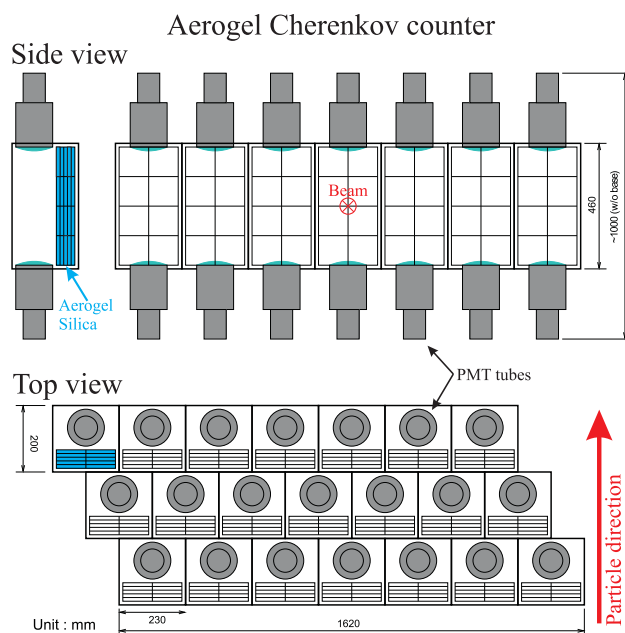 Aerogel Cherenkov counter
Side view
Beam
460
~1000 (w/o base)
Aerogel
Silica
PMT tubes
Top view
200
Particle direction
Unit : mm
230
1620